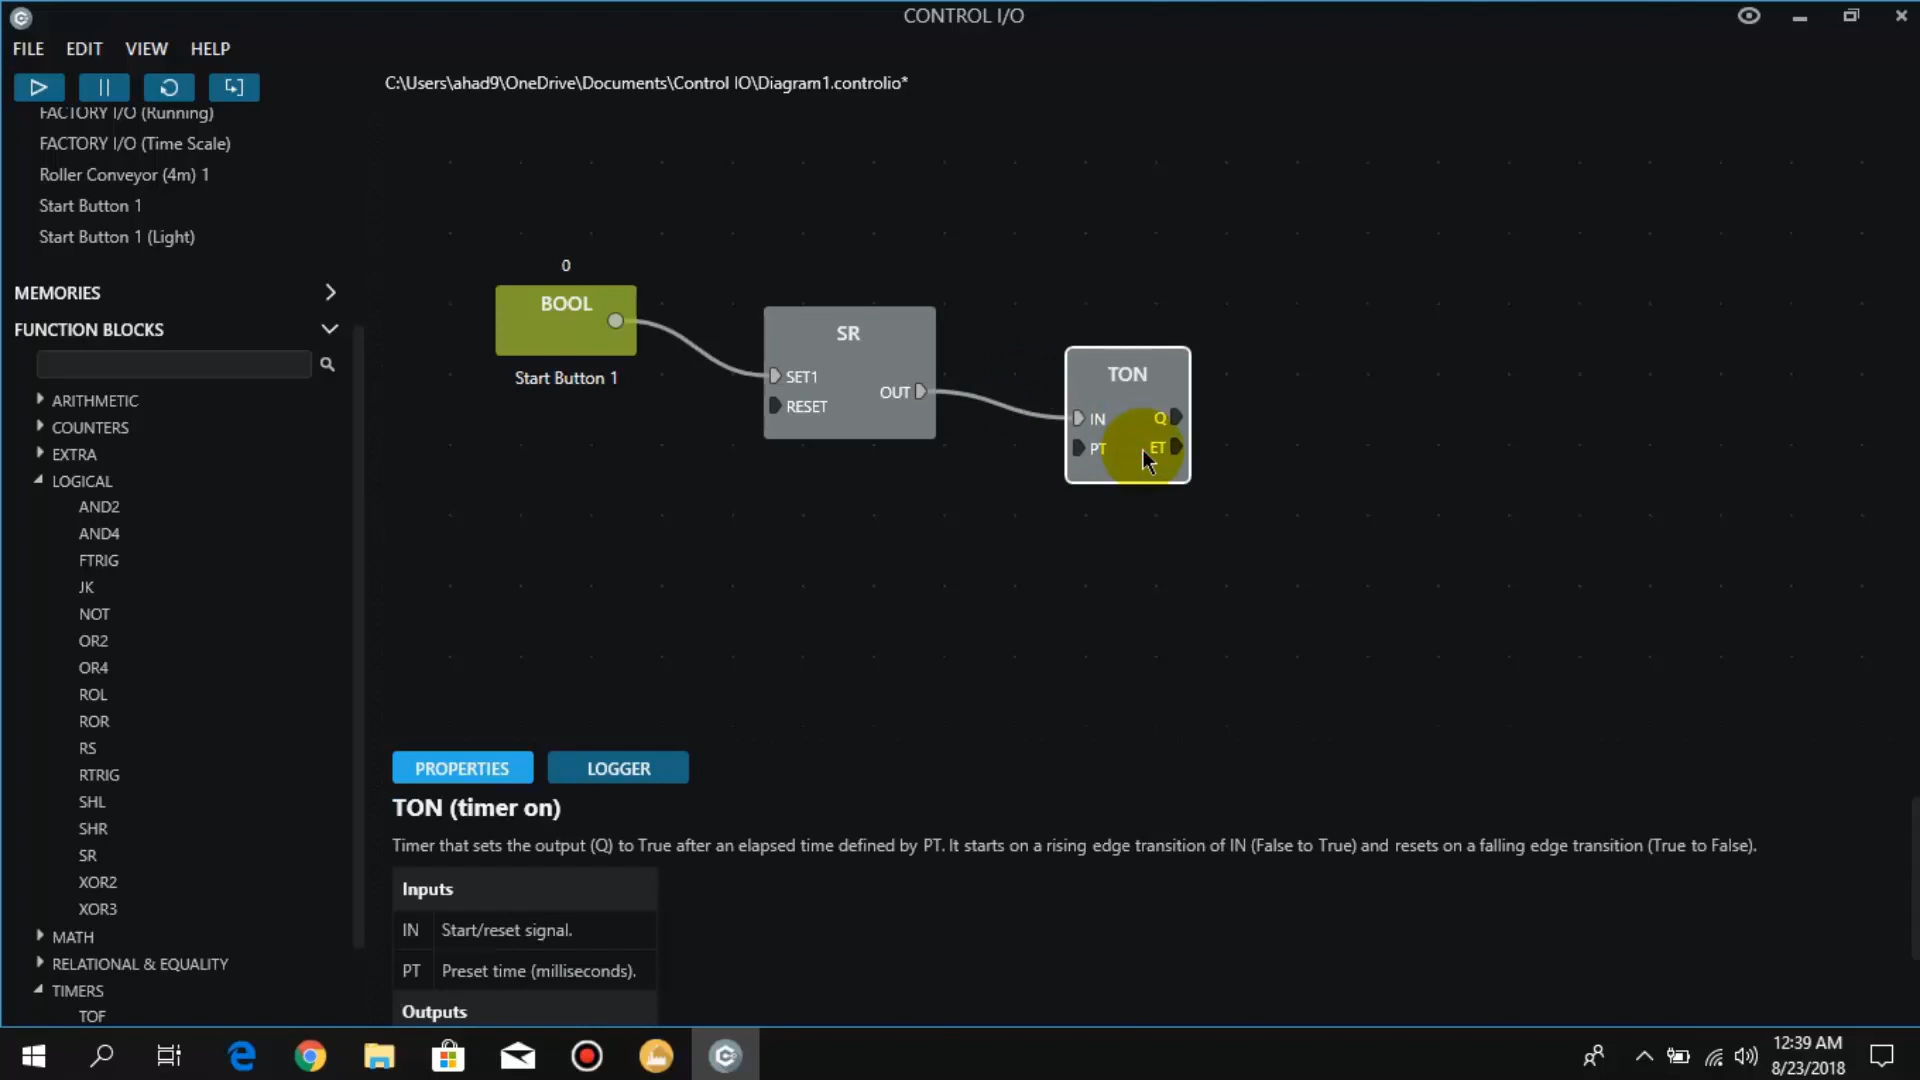 CONTROL I/O
FILE EDIT VIEW HELP
C:\Users\ahad9\OneDrive\Documents\Control IO\Diagram1.controlio*
FACTORY I/O (Running)
FACTORY I/O (Time Scale)
Roller Conveyor (4m) 1
Start Button 1
Start Button 1 (Light)
MEMORIES
FUNCTION BLOCKS
ARITHMETIC
COUNTERS
EXTRA
LOGICAL
AND2
AND4
FTRIG
JK
NOT
OR2
OR4
ROL
ROR
RS
RTRIG
SHL
SHR
SR
XOR2
XOR3
MATH
RELATIONAL & EQUALITY
TIMERS
TOF
0
BOOL
Start Button 1
SR
SET1
OUT
RESET
TON
IN Q
PT ET
PROPERTIES LOGGER
TON (timer on)
Timer that sets the output (Q) to True after an elapsed time defined by PT. It starts on a rising edge transition of IN (False to True) and resets on a falling edge transition (True to False).
Inputs
IN Start/reset signal.
PT Preset time (milliseconds).
Outputs
12:39 AM
8/23/2018